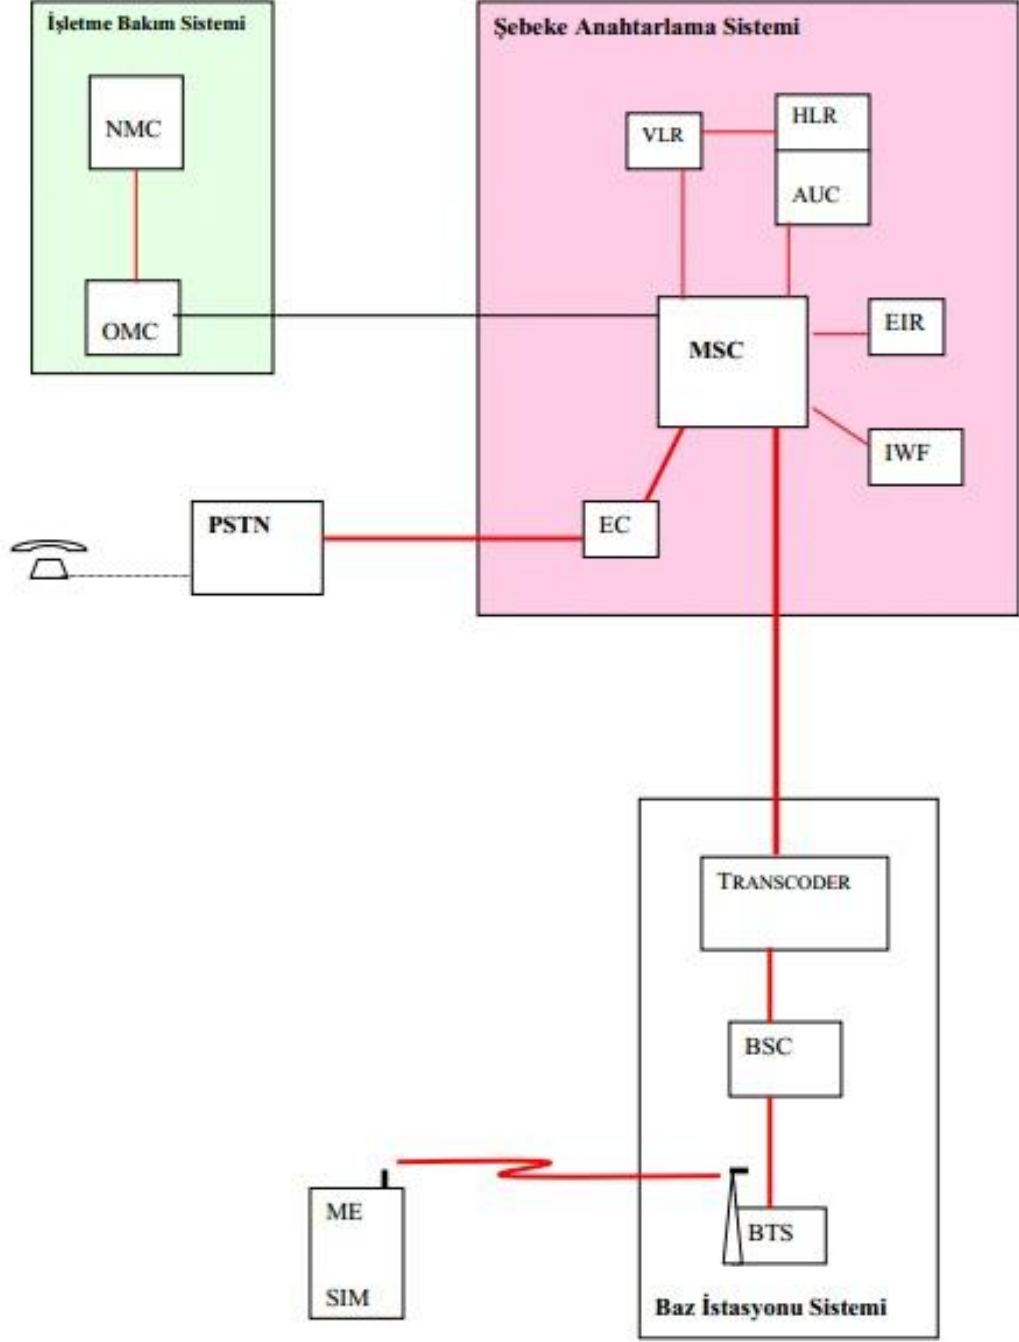 İşletme Bakım Sistemi
NMC
OMC
Şebeke Anahtarlama Sistemi
VLR
HLR
AUC
MSC
EIR
IWF
EC
PSTN
TRANSCODER
BSC
BTS
Baz İstasyonu Sistemi
ME
SIM